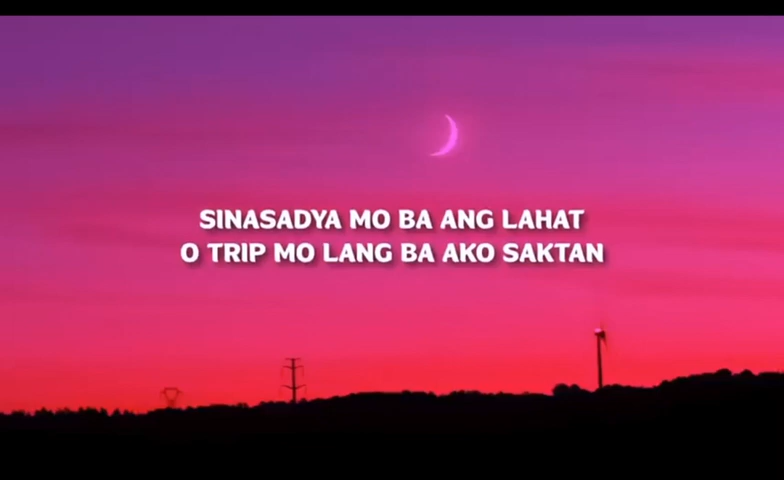 SINASADYA MO BA ANG LAHAT
O TRIP MO LANG BA AKO SAKTAN